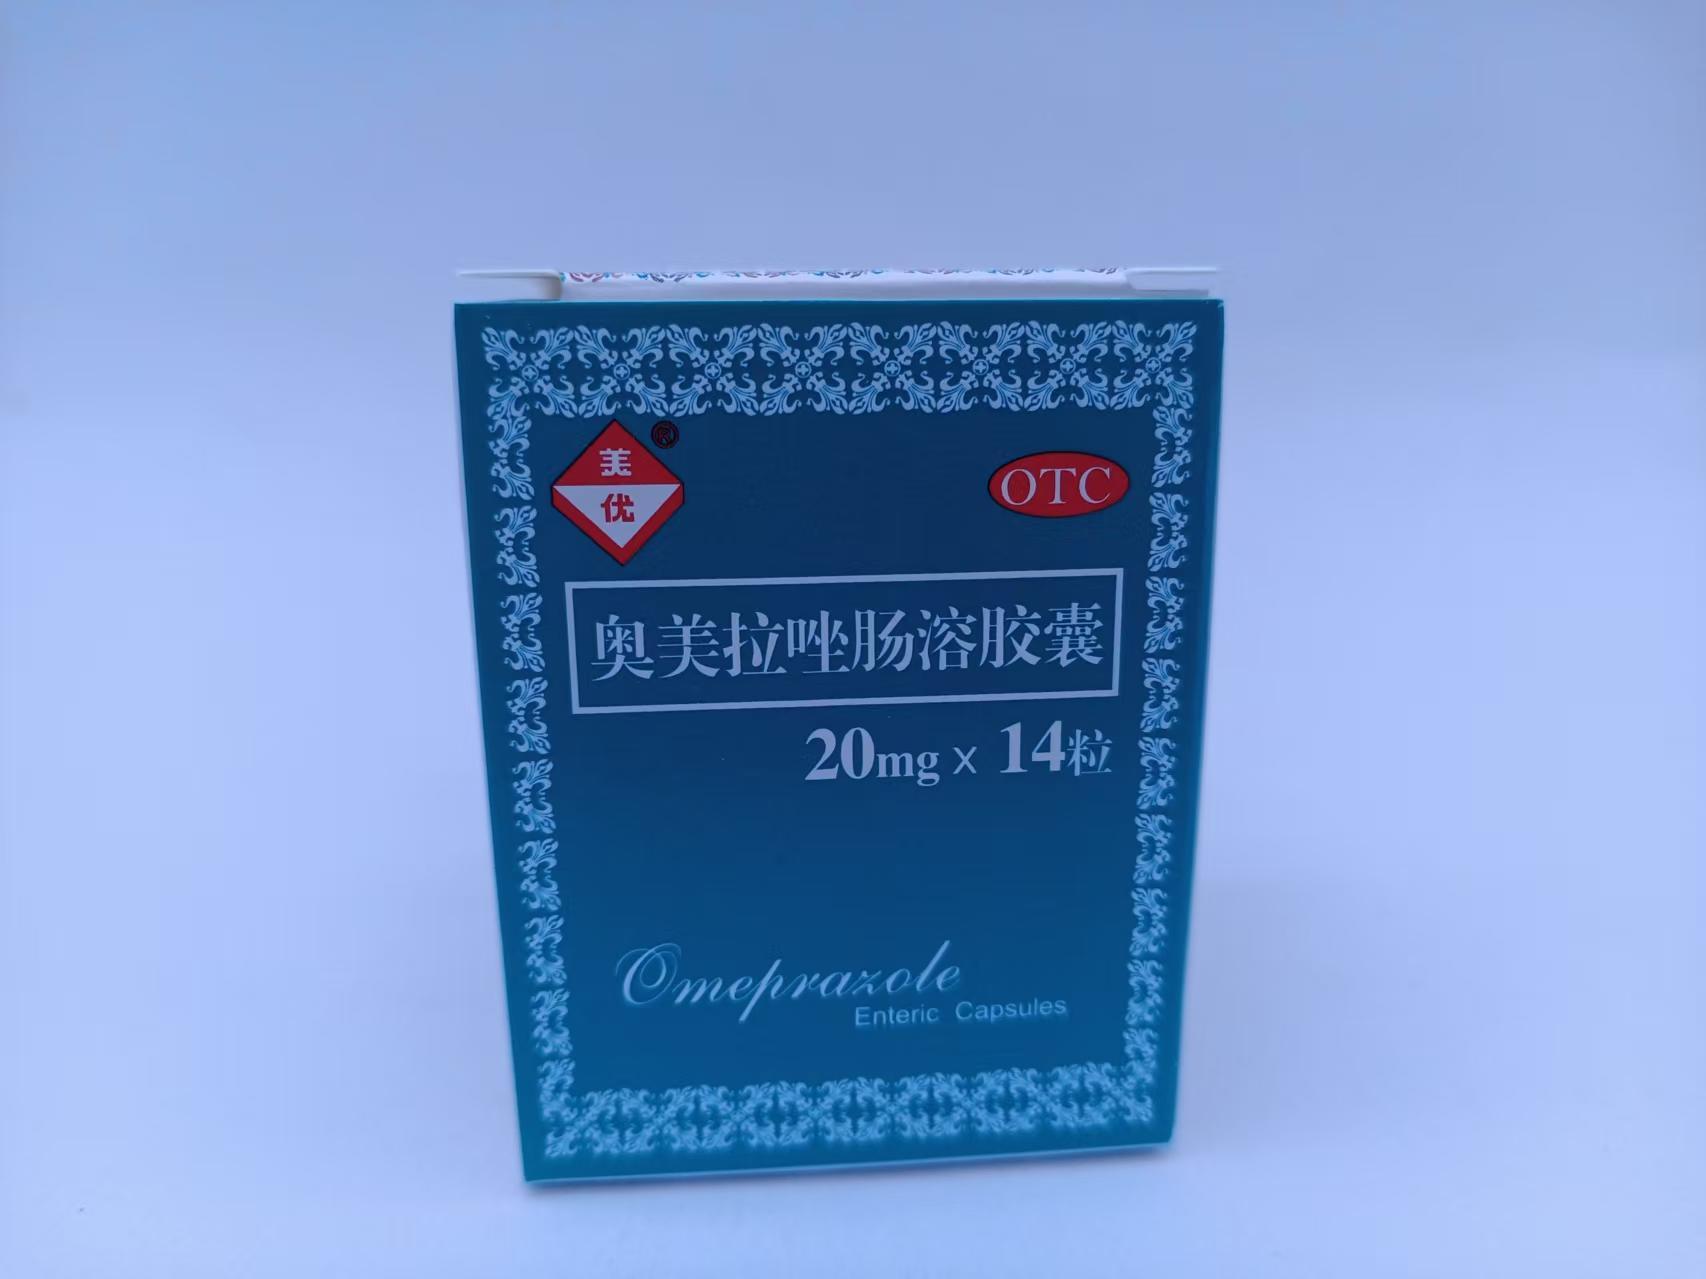 美优
®
OTC
奥美拉唑肠溶胶囊
20mg x 14粒
Omeprazole
Enteric Capsules